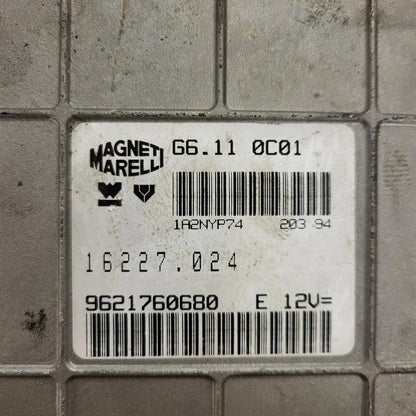 MAGNETI
MARELLI
G6.11 0C01
1A2NYP74 203 94
16227.024
9621760680 E 12V=